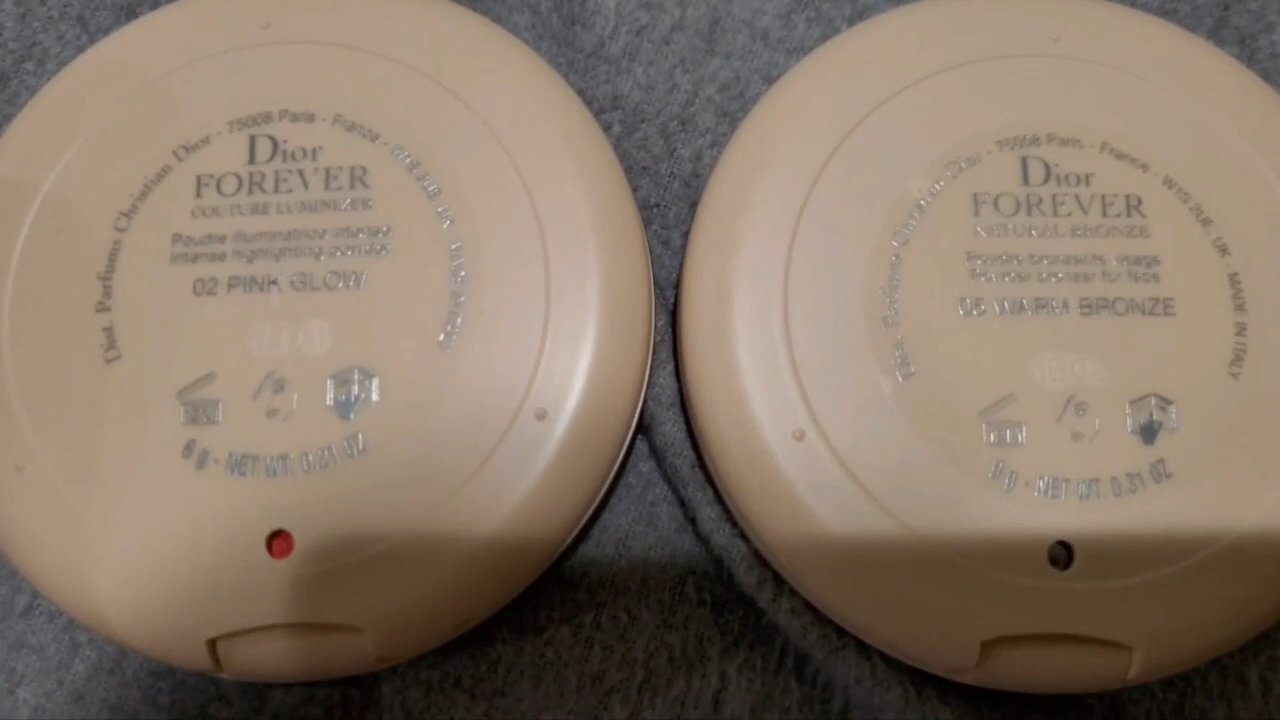 Dist. Parfums Christian Dior - 75008 Paris - France -
Dior
FOREVER
COUTURE LUMINIZER
Poudre illuminatrice intense
Intense highlighting powder
02 PINK GLOW
6 g - NET WT. 0.21 OZ
Dist. Parfums Christian Dior - 75008 Paris - France - W1S 2UE, UK MADE IN ITALY
Dior
FOREVER
NATURAL BRONZE
Poudre bronzante visage
Powder bronzer for face
05 WARM BRONZE
9 g - NET WT. 0.31 OZ